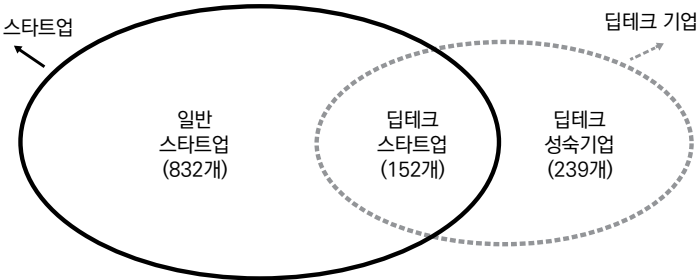 스타트업
딥테크 기업
일반
스타트업
(832개)
딥테크
스타트업
(152개)
딥테크
성숙기업
(239개)